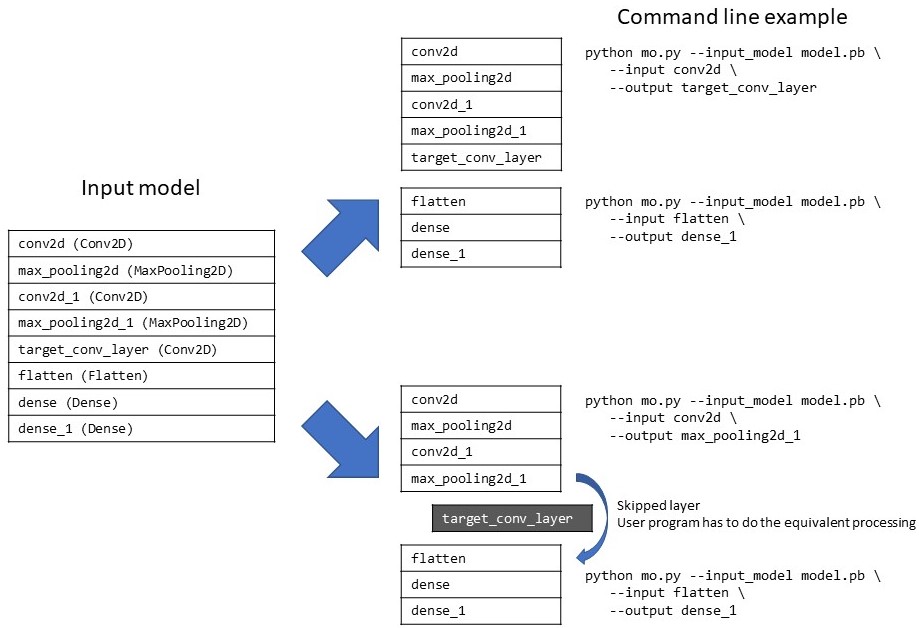 Command line example
conv2d
max_pooling2d
conv2d_1
max_pooling2d_1
target_conv_layer
python mo.py --input_model model.pb \
--input conv2d \
--output target_conv_layer
flatten
dense
dense_1
python mo.py --input_model model.pb \
--input flatten \
--output dense_1
Input model
conv2d (Conv2D)
max_pooling2d (MaxPooling2D)
conv2d_1 (Conv2D)
max_pooling2d_1 (MaxPooling2D)
target_conv_layer (Conv2D)
flatten (Flatten)
dense (Dense)
dense_1 (Dense)
conv2d
max_pooling2d
conv2d_1
max_pooling2d_1
python mo.py --input_model model.pb \
--input conv2d \
--output max_pooling2d_1
target_conv_layer
Skipped layer
User program has to do the equivalent processing
flatten
dense
dense_1
python mo.py --input_model model.pb \
--input flatten \
--output dense_1